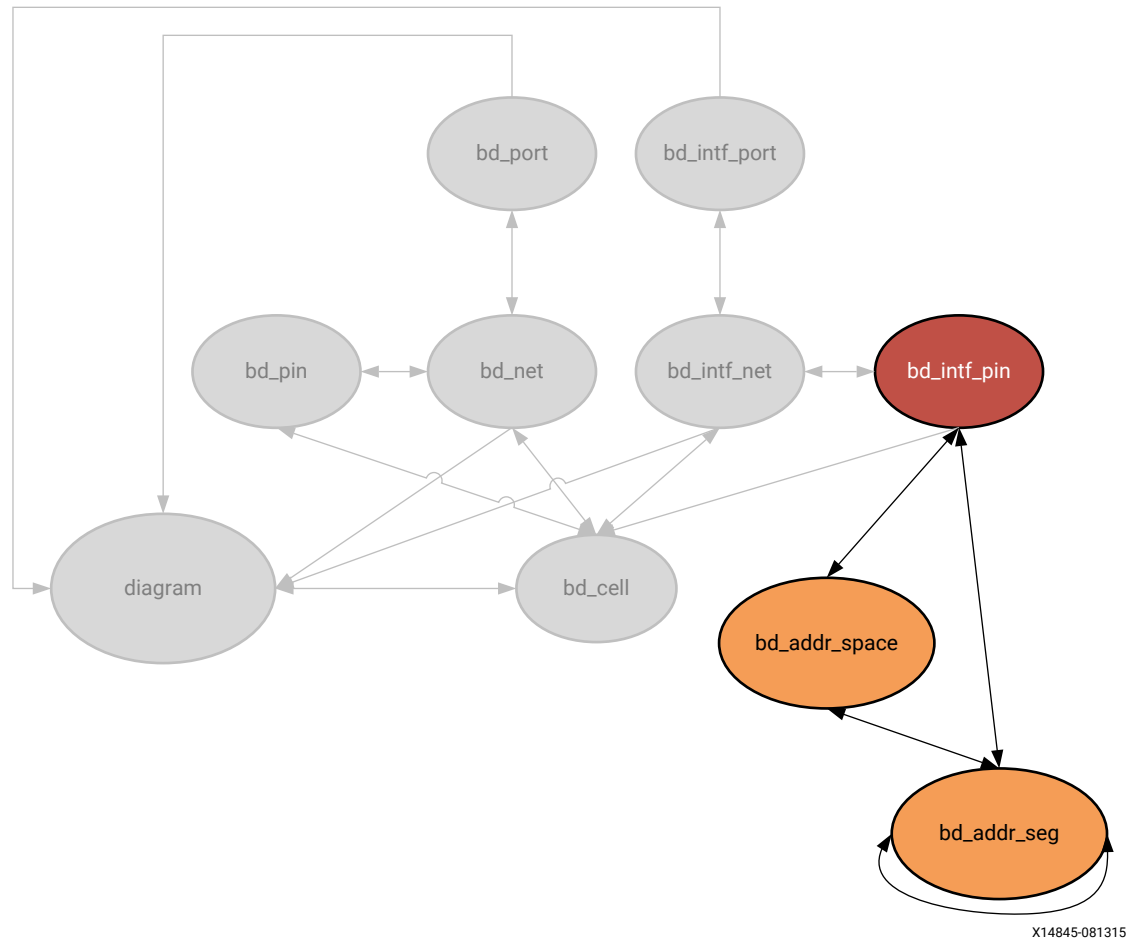 bd_port
bd_intf_port
bd_pin
bd_net
bd_intf_net
bd_intf_pin
diagram
bd_cell
bd_addr_space
bd_addr_seg
X14845-081315